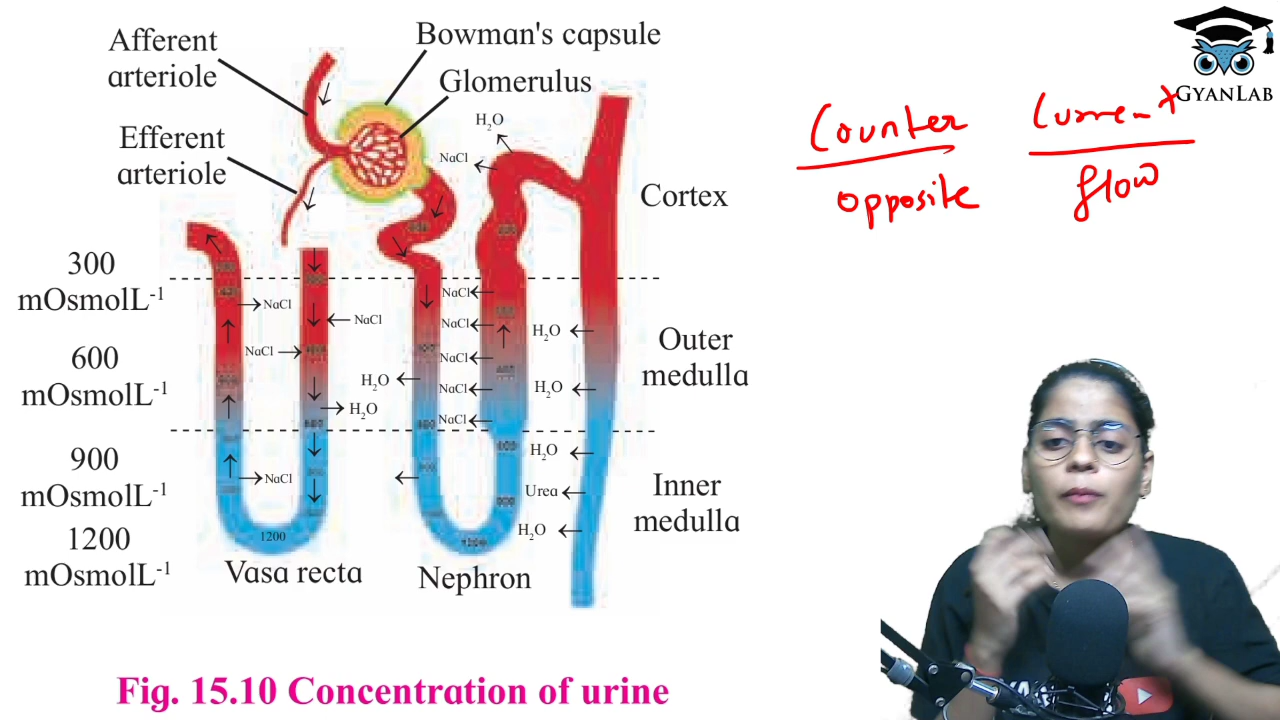 Afferent
arteriole
Bowman's capsule
Glomerulus
Efferent
arteriole
H₂O
NaCl
Cortex
300
mOsmolL⁻¹
600
mOsmolL⁻¹
900
mOsmolL⁻¹
1200
mOsmolL⁻¹
NaCl
NaCl
NaCl
H₂O
NaCl
1200
Vasa recta
H₂O
NaCl
NaCl
NaCl
NaCl
NaCl
Nephron
H₂O
H₂O
H₂O
Urea
H₂O
Outer
medulla
Inner
medulla
Fig. 15.10 Concentration of urine
Counter Current
opposite flow
GYANLAB